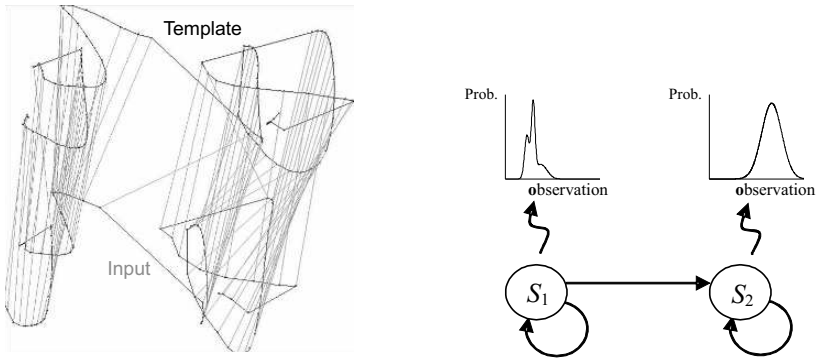 Template
Input
Prob.
observation
Prob.
observation
S1
S2